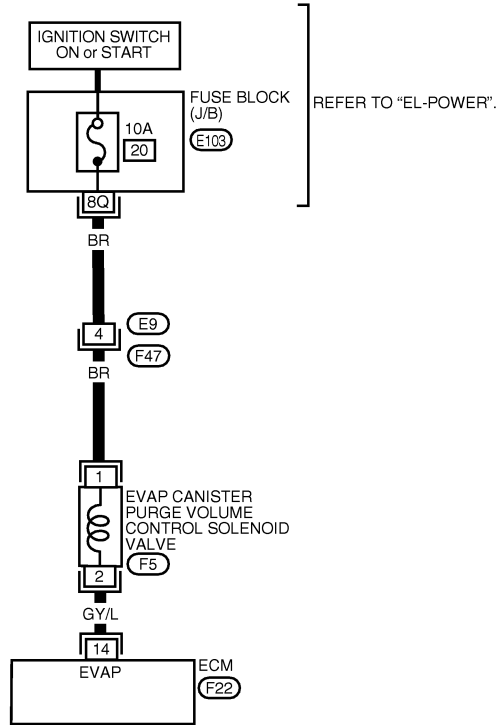 IGNITION SWITCH
ON or START
FUSE BLOCK
(J/B)
REFER TO “EL-POWER”.
10A
20
E103
8Q
BR
E9
4
F47
BR
1
EVAP CANISTER
PURGE VOLUME
CONTROL SOLENOID
VALVE
F5
2
GY/L
14
EVAP
ECM
F22